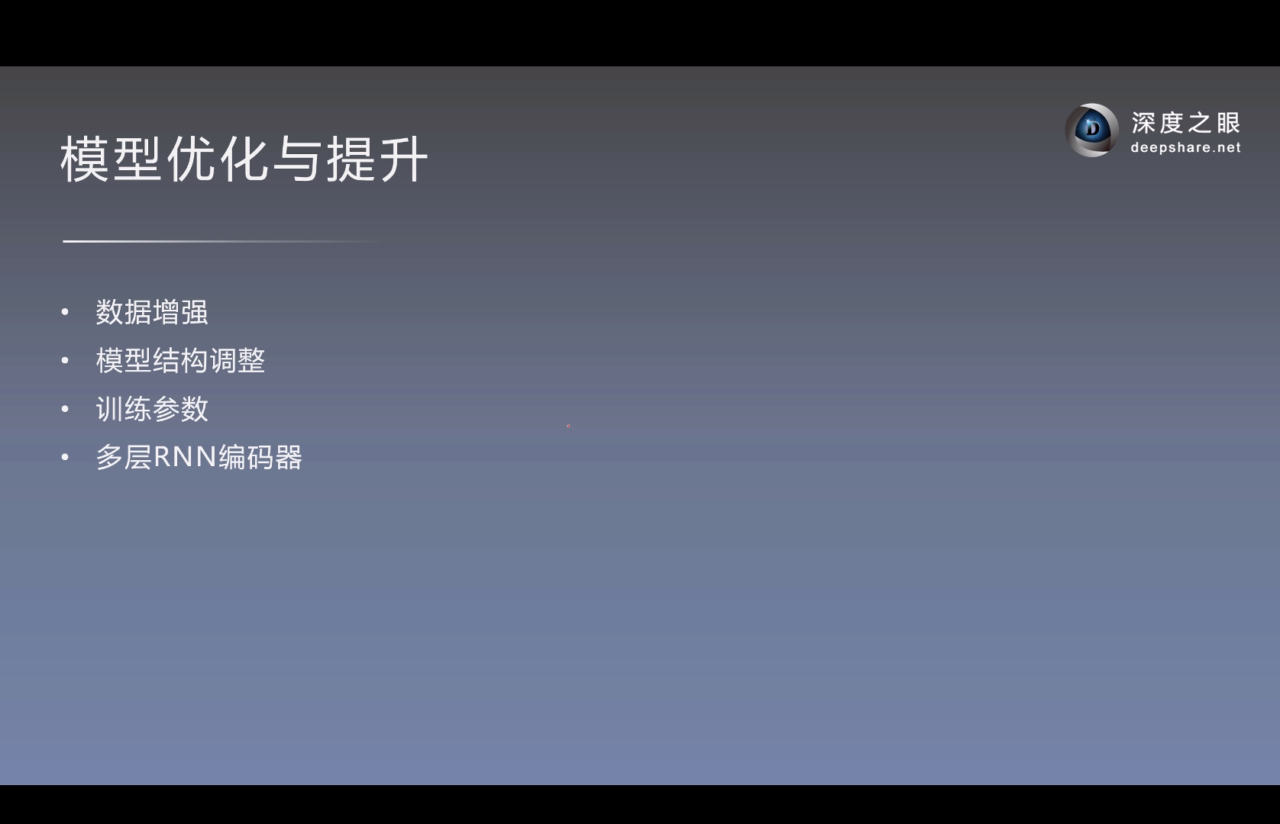 深度之眼
deepshare.net
模型优化与提升
• 数据增强
• 模型结构调整
• 训练参数
• 多层RNN编码器